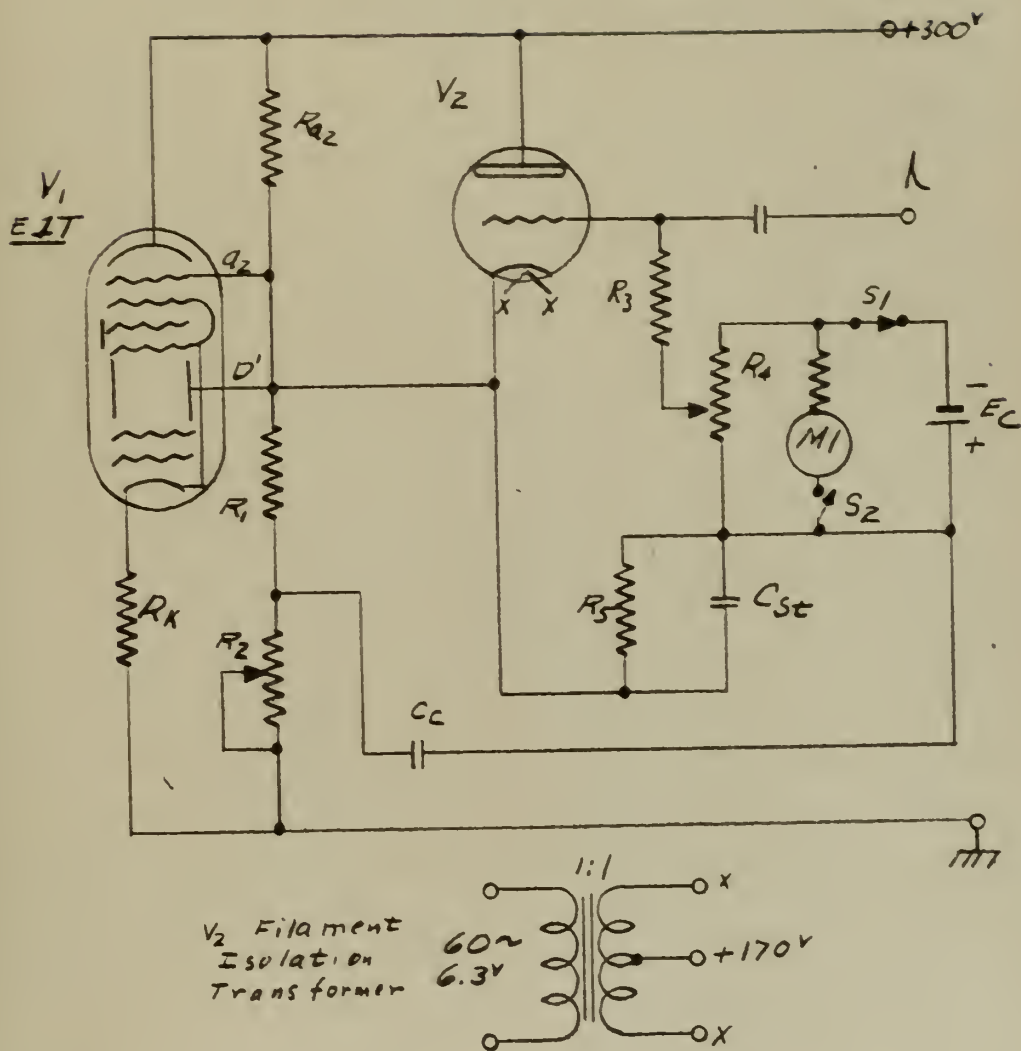 +300v
V2
Ra2
V1
E1T
a2
D'
R3
S1
R4
- EC
+
M1
S2
R1
x x
RK
R2
R5
Cst
CC
1:1
V2 Filament
Isolation
Transformer
60~
6.3v
x
+170v
x